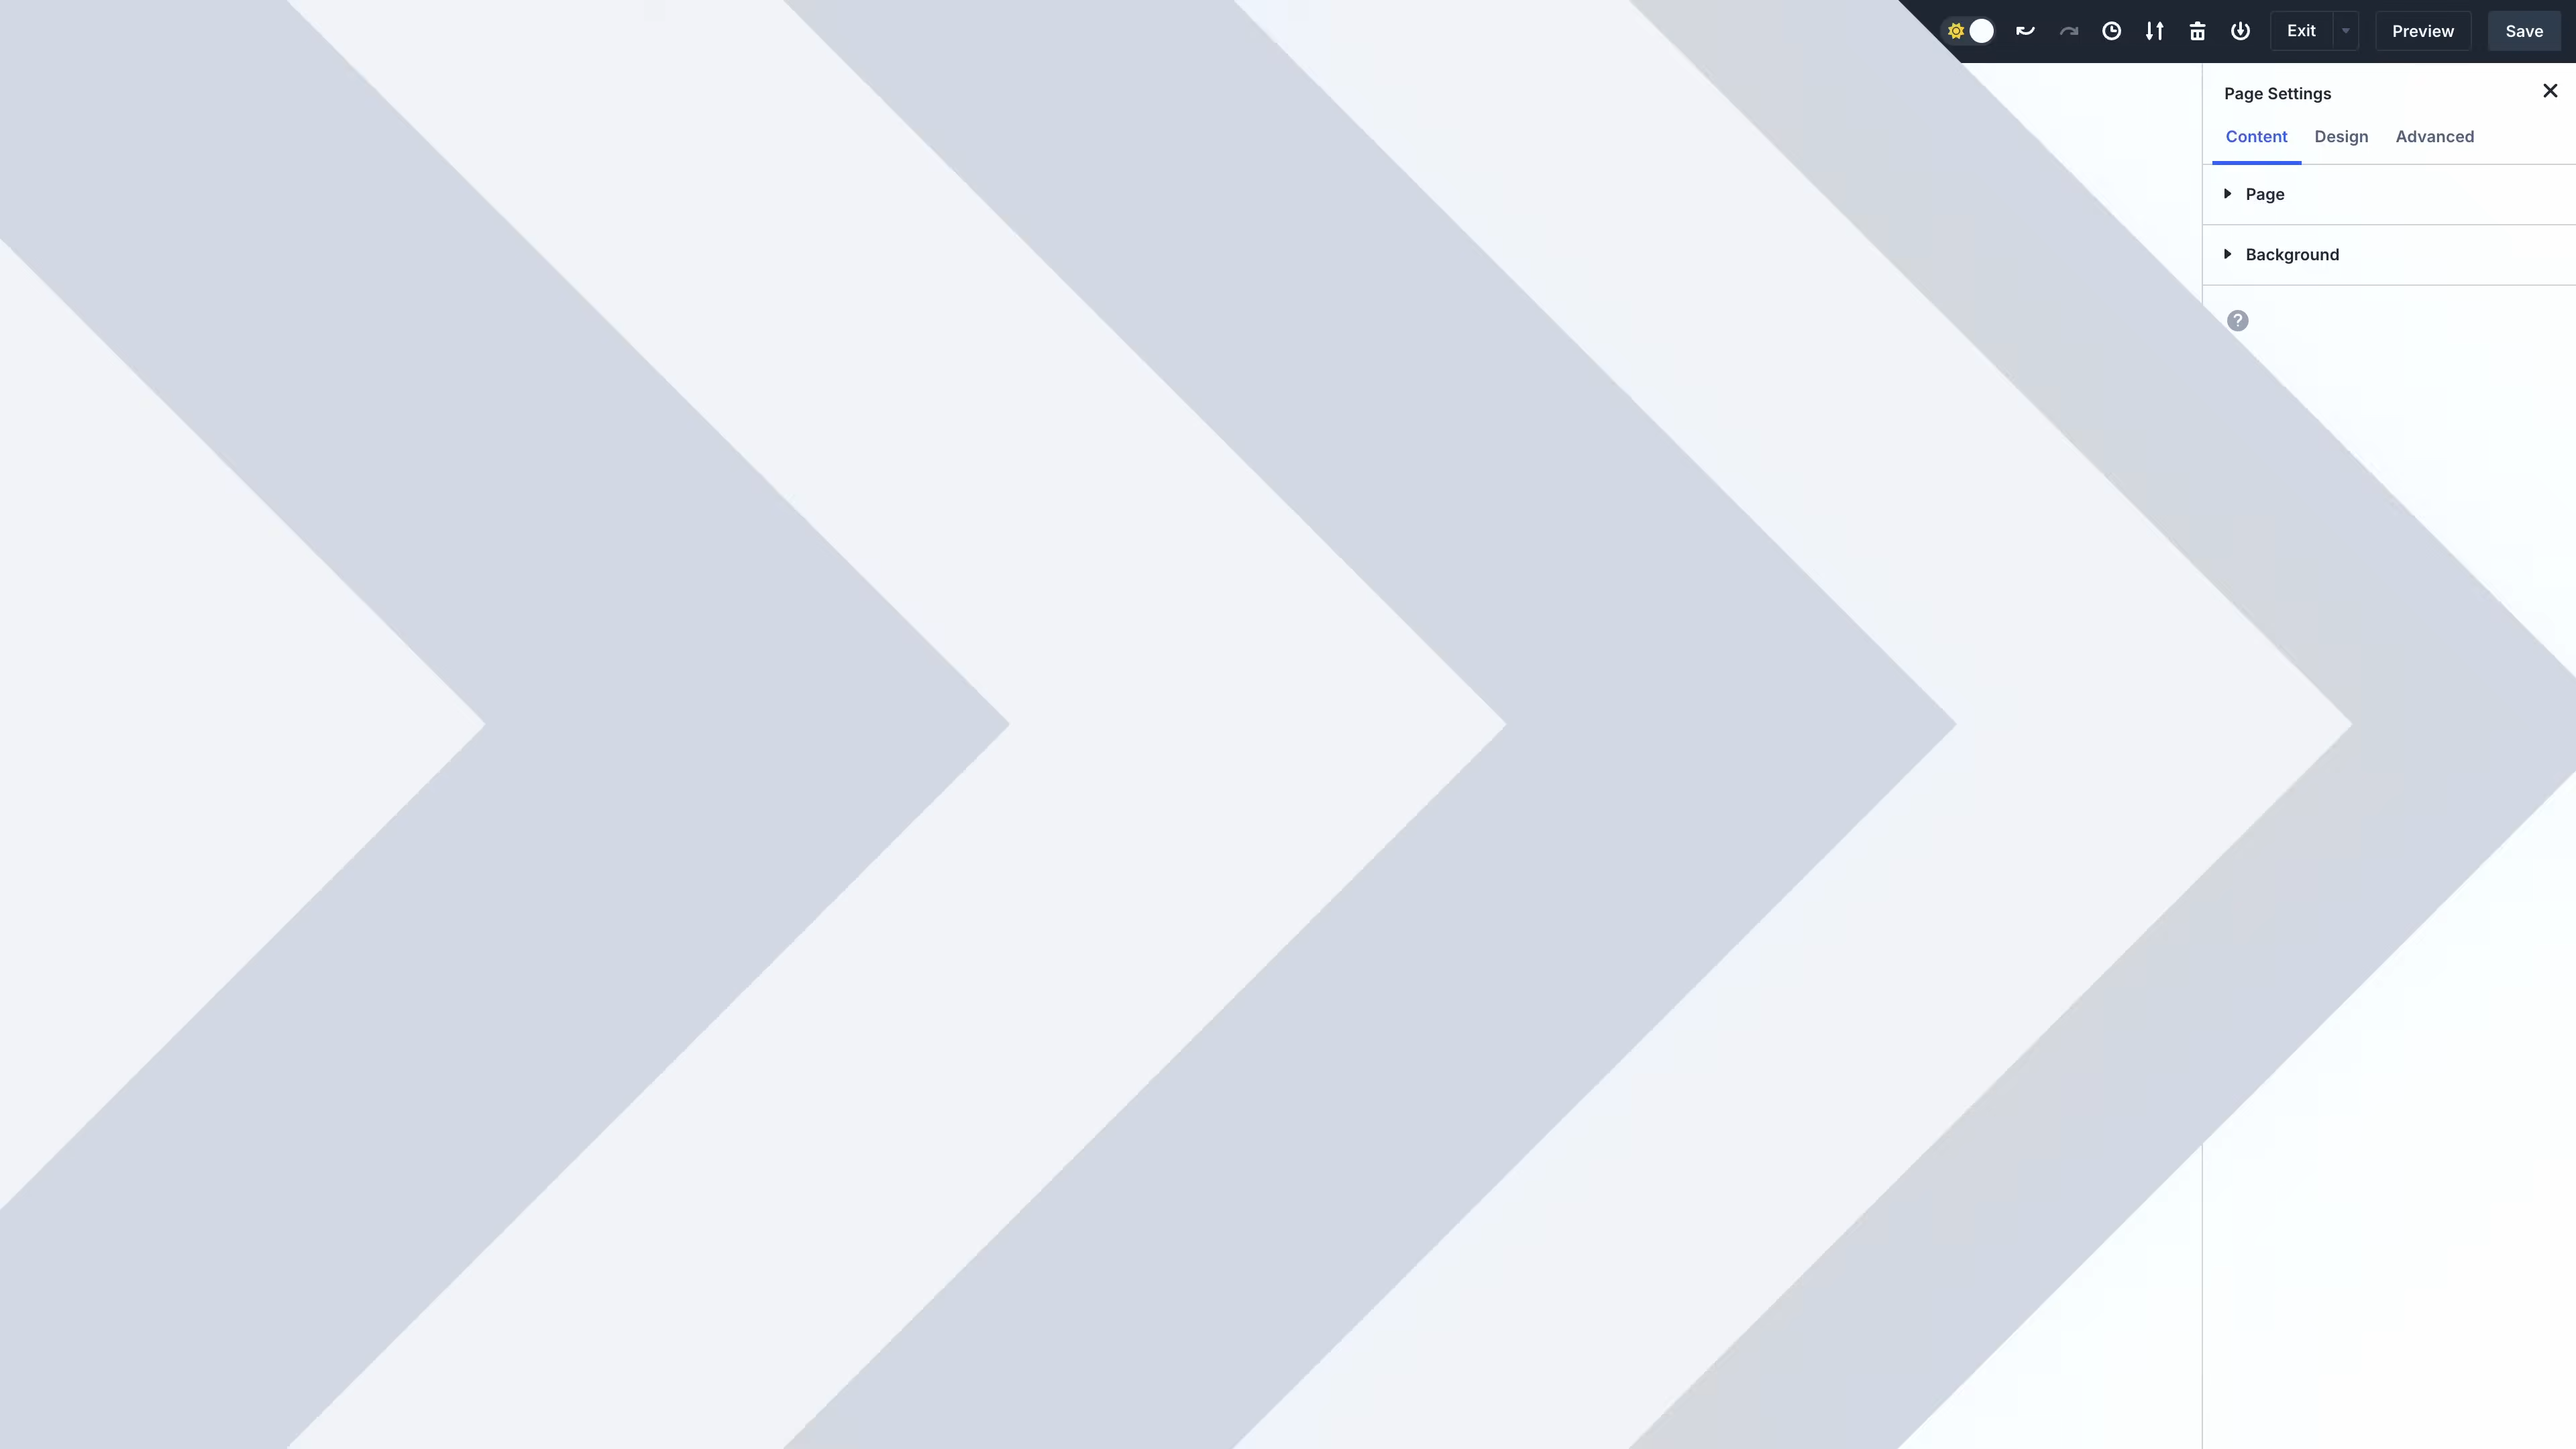 Exit
Preview
Save
Page Settings
Content
Design
Advanced
Page
Background
?